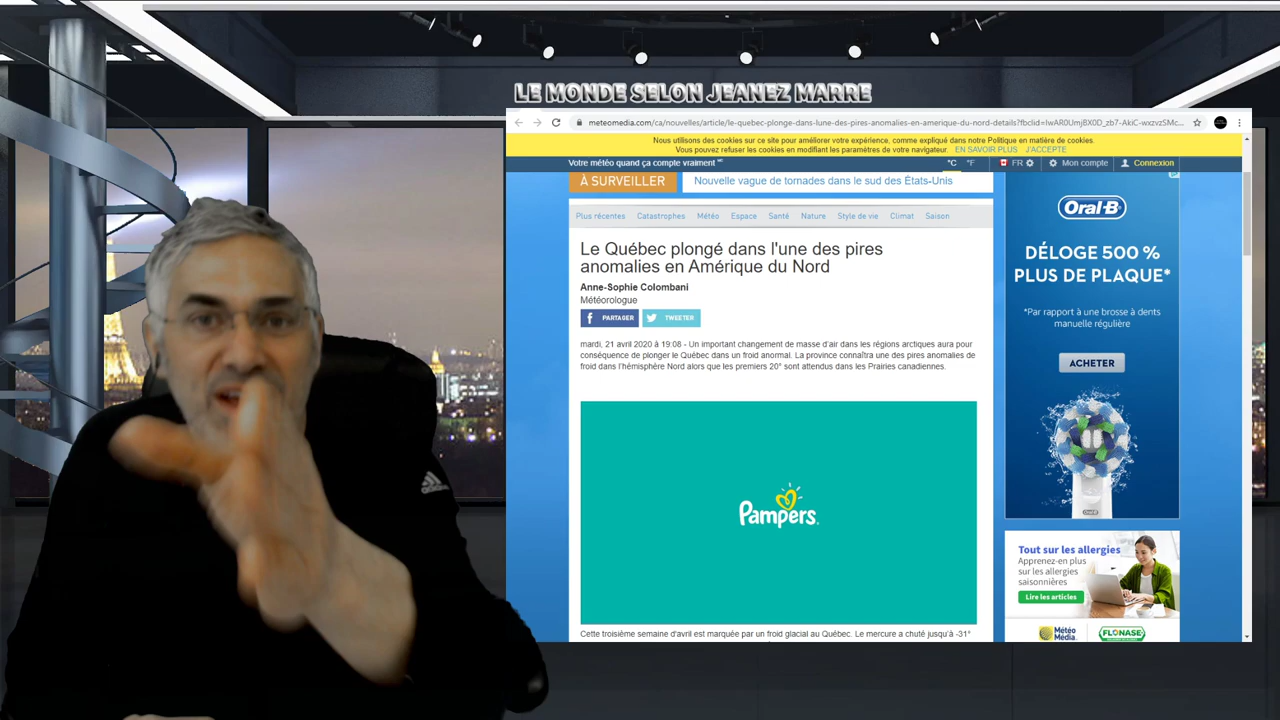 LE MONDE SELON JEANEZ MARRE
meteomedia.com/ca/nouvelles/article/le-quebec-plonge-dans-lune-des-pires-anomalies-en-amerique-du-nord-details?fbclid=IwAR0UmjBX0D_zb7-AkiC-wxzvzSMc...
Nous utilisons des cookies sur ce site pour améliorer votre expérience, comme expliqué dans notre Politique en matière de cookies.
Vous pouvez refuser les cookies en modifiant les paramètres de votre navigateur. EN SAVOIR PLUS J'ACCEPTE
Votre météo quand ça compte vraiment MC
°C °F FR Mon compte Connexion
À SURVEILLER Nouvelle vague de tornades dans le sud des États-Unis
Plus récentes Catastrophes Météo Espace Santé Nature Style de vie Climat Saison
Le Québec plongé dans l'une des pires
anomalies en Amérique du Nord
Anne-Sophie Colombani
Météorologue
PARTAGER TWEETER
mardi, 21 avril 2020 à 19:08 - Un important changement de masse d'air dans les régions arctiques aura pour
conséquence de plonger le Québec dans un froid anormal. La province connaîtra une des pires anomalies de
froid dans l'hémisphère Nord alors que les premiers 20° sont attendus dans les Prairies canadiennes.
Pampers
Cette troisième semaine d'avril est marquée par un froid glacial au Québec. Le mercure a chuté jusqu'à -31°
Oral-B
DÉLOGE 500 %
PLUS DE PLAQUE*
*Par rapport à une brosse à dents
manuelle régulière
ACHETER
Oral-B
Tout sur les allergies
Apprenez-en plus
sur les allergies
saisonnières
Lire les articles
Météo
Média
FLONASE
adidas